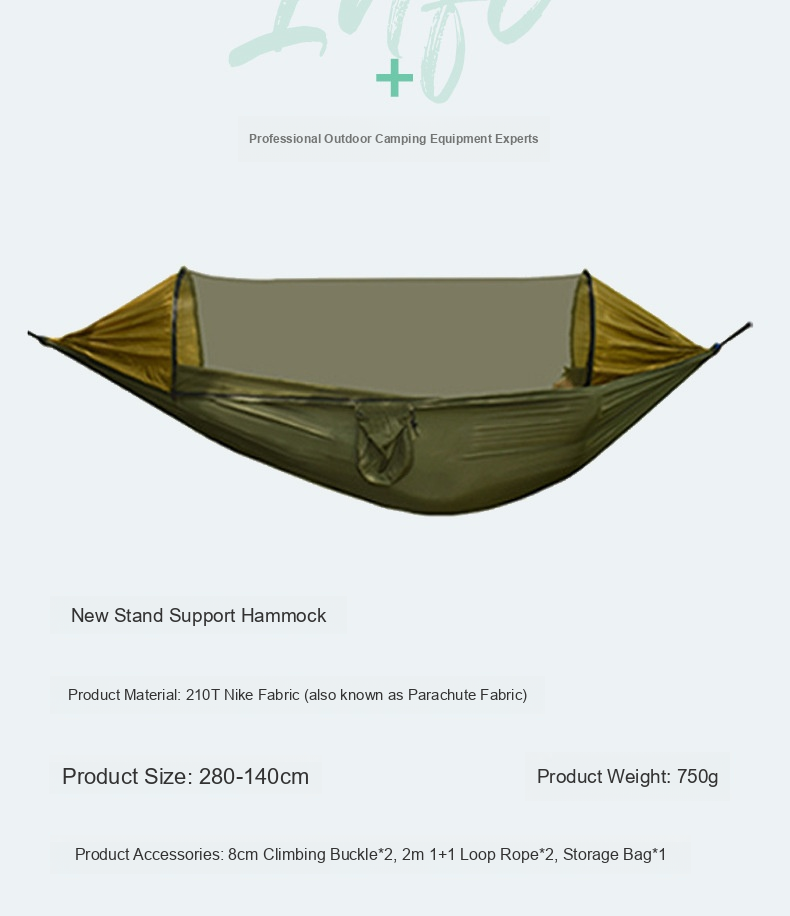 Info
+
Professional Outdoor Camping Equipment Experts
New Stand Support Hammock
Product Material: 210T Nike Fabric (also known as Parachute Fabric)
Product Size: 280-140cm
Product Weight: 750g
Product Accessories: 8cm Climbing Buckle*2, 2m 1+1 Loop Rope*2, Storage Bag*1